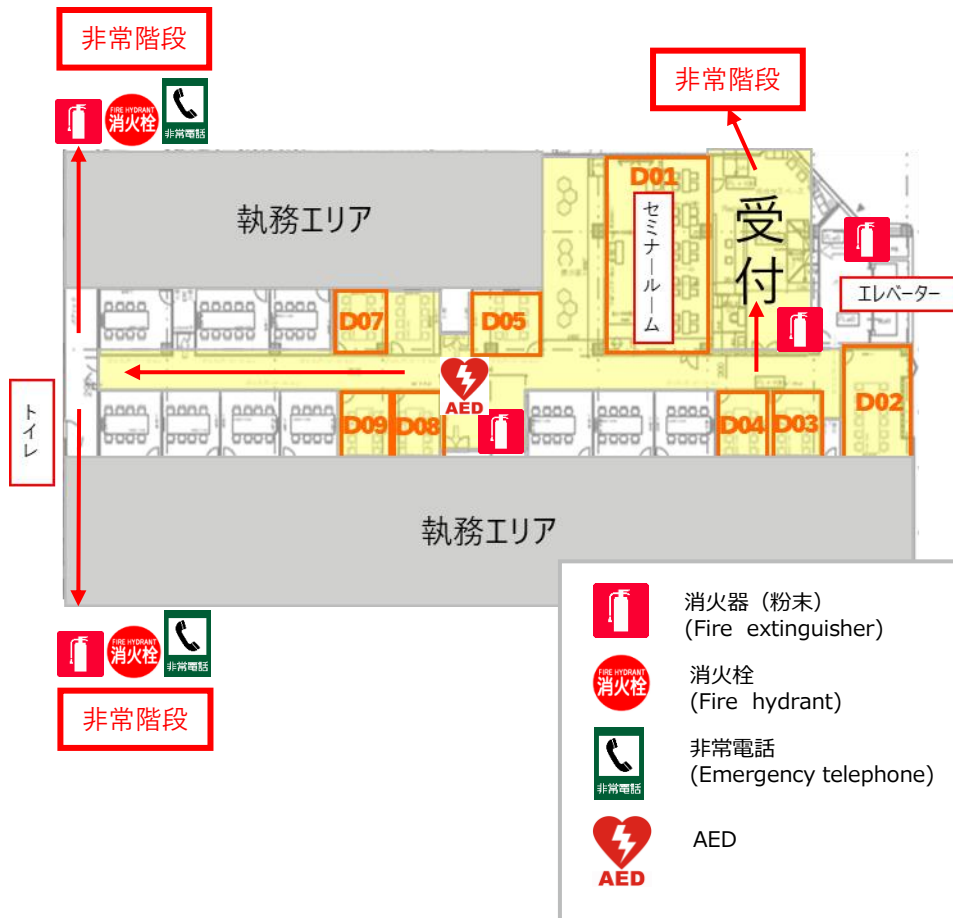 非常階段
非常階段
FIRE HYDRANT
消火栓
非常電話
執務エリア
D01
セミナールーム
受付
エレベーター
D07
D05
AED
トイレ
D09
D08
D04
D03
D02
執務エリア
FIRE HYDRANT
消火栓
非常電話
非常階段
消火器（粉末）
(Fire extinguisher)
FIRE HYDRANT
消火栓
消火栓
(Fire hydrant)
非常電話
非常電話
(Emergency telephone)
AED
AED